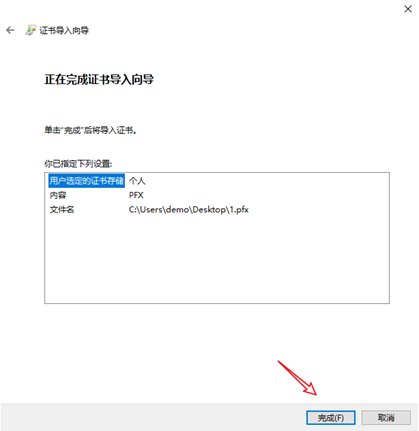 证书导入向导
正在完成证书导入向导
单击“完成”后将导入证书。
你已指定下列设置:
用户选定的证书存储 个人
内容 PFX
文件名 C:\Users\demo\Desktop\1.pfx
完成(F) 取消